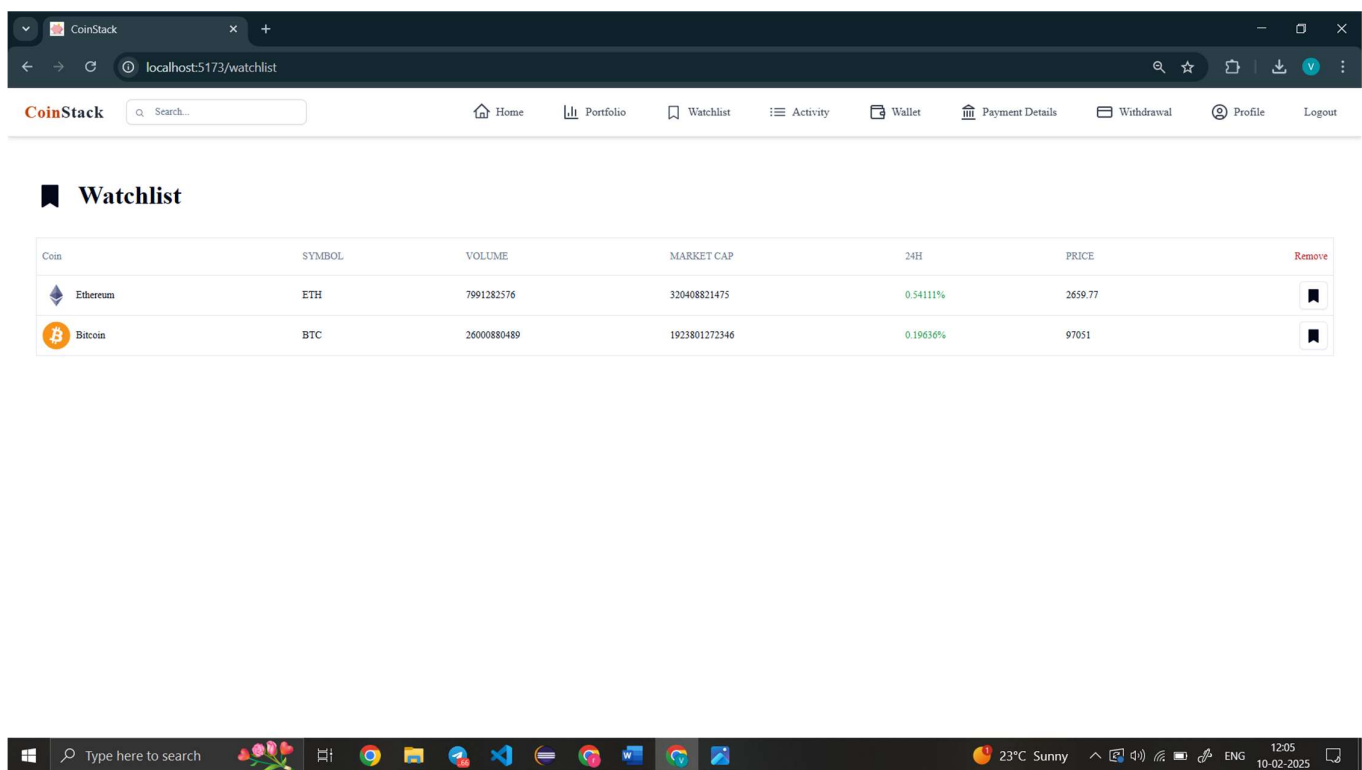 CoinStack
localhost:5173/watchlist
V
CoinStack Search... Home Portfolio Watchlist Activity Wallet Payment Details Withdrawal Profile Logout
Watchlist
Coin SYMBOL VOLUME MARKET CAP 24H PRICE Remove
Ethereum ETH 7991282576 320408821475 0.54111% 2659.77
Bitcoin BTC 26000880489 1923801272346 0.19636% 97051
Type here to search 23°C Sunny ENG 12:05
10-02-2025